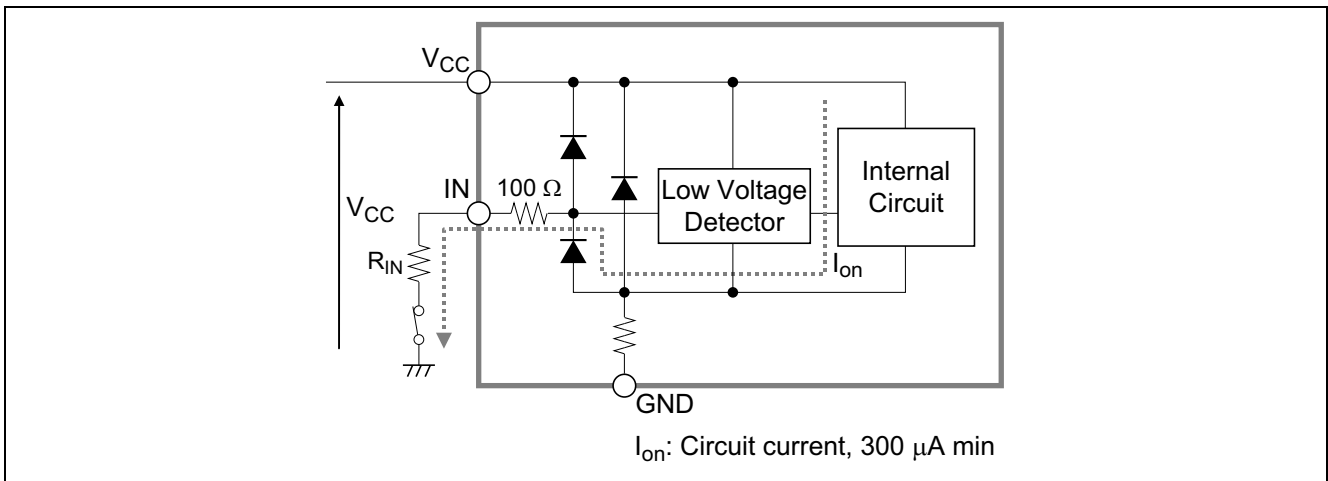 VCC
IN
100 Ω
VCC
RIN
Low Voltage
Detector
Internal
Circuit
Ion
GND
Ion: Circuit current, 300 μA min